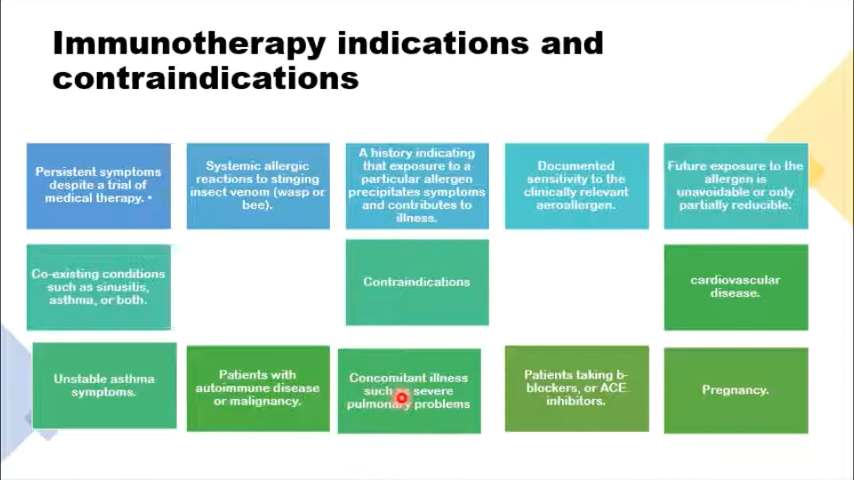 Immunotherapy indications and
contraindications
Persistent symptoms
despite a trial of
medical therapy. •
Systemic allergic
reactions to stinging
insect venom (wasp or
bee).
A history indicating
that exposure to a
particular allergen
precipitates symptoms
and contributes to
illness.
Documented
sensitivity to the
clinically relevant
aeroallergen.
Future exposure to the
allergen is
unavoidable or only
partially reducible.
Co-existing conditions
such as sinusitis,
asthma, or both.
Contraindications
cardiovascular
disease.
Unstable asthma
symptoms.
Patients with
autoimmune disease
or malignancy.
Concomitant illness
such as severe
pulmonary problems
Patients taking b-
blockers, or ACE
inhibitors.
Pregnancy.